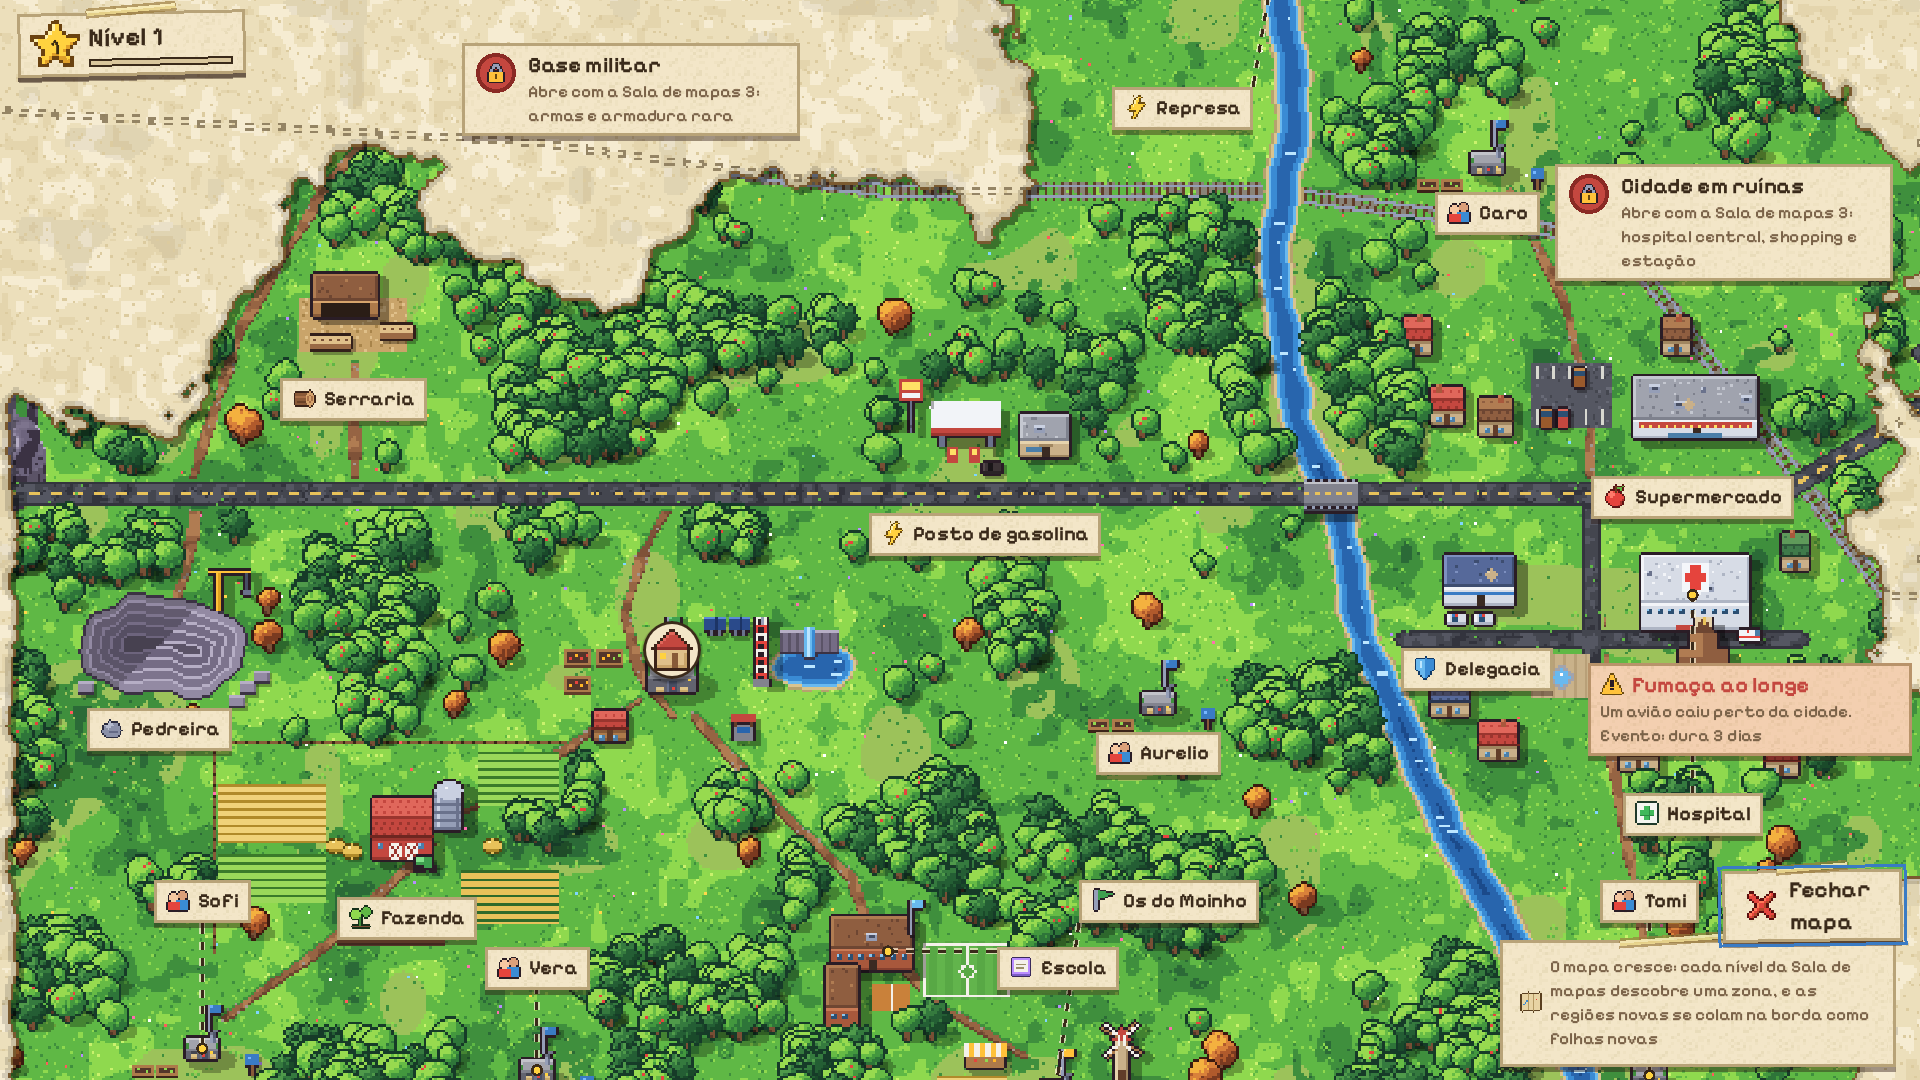 Nível 1
1
Base militar
Abre com a Sala de mapas 3:
armas e armadura rara
Represa
Cidade em ruínas
Abre com a Sala de mapas 3:
hospital central, shopping e
estação
Caro
Serraria
Supermercado
Posto de gasolina
Delegacia
Fumaça ao longe
Um avião caiu perto da cidade.
Evento: dura 3 dias
Pedreira
Aurelio
Hospital
Sofi
Fazenda
Os do Moinho
Tomi
Fechar
mapa
Vera
Escola
O mapa cresce: cada nível da Sala de
mapas descobre uma zona, e as
regiões novas se colam na borda como
folhas novas